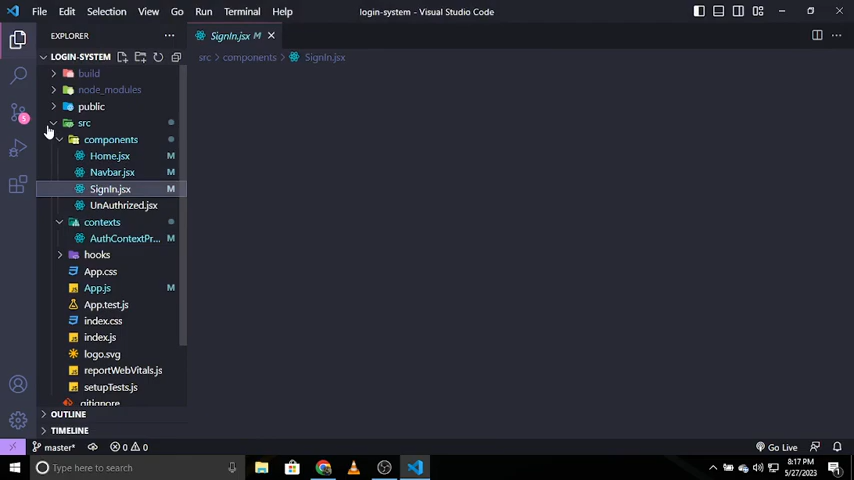 File Edit Selection View Go Run Terminal Help login-system - Visual Studio Code
EXPLORER
SignIn.jsx M
LOGIN-SYSTEM
src components SignIn.jsx
build
node_modules
public
src
components
Home.jsx M
Navbar.jsx M
SignIn.jsx M
UnAuthrized.jsx
contexts
AuthContextPr... M
hooks
App.css
App.js M
App.test.js
index.css
index.js
logo.svg
reportWebVitals.js
setupTests.js
.gitignore
OUTLINE
TIMELINE
5
master* 0 0 Go Live
Type here to search
8:17 PM
5/27/2023